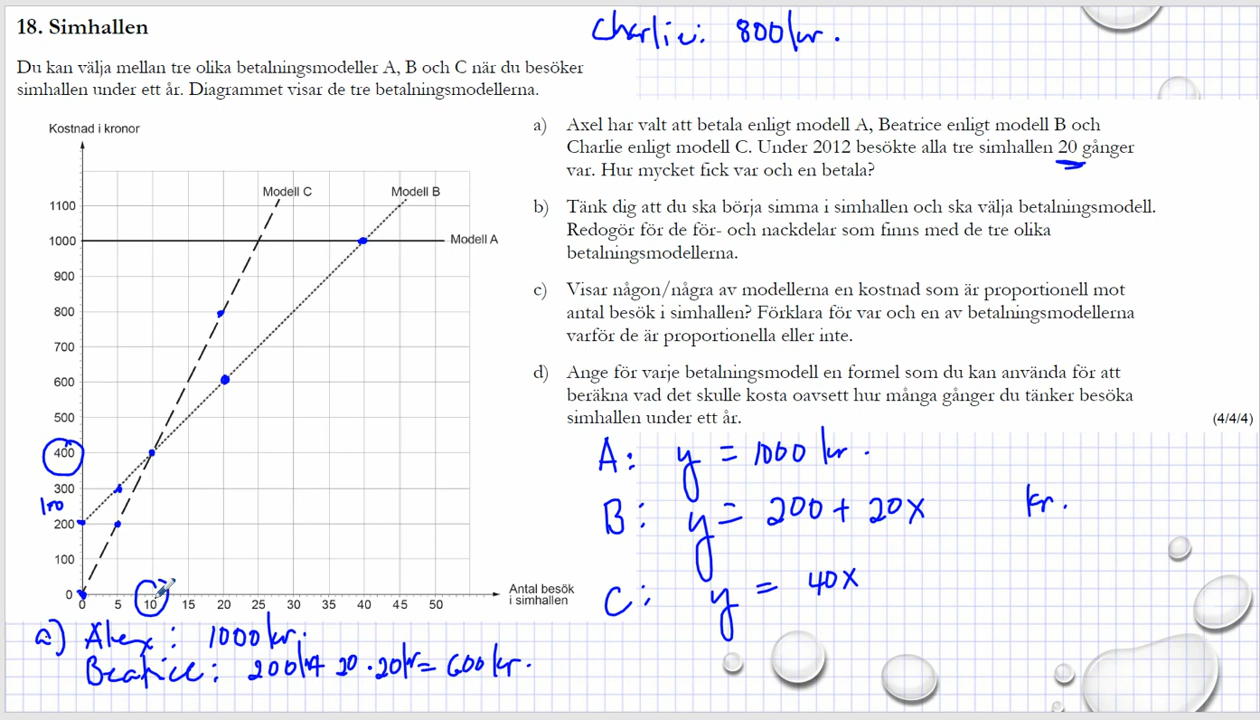 18. Simhallen
Charlie: 800 kr.
Du kan välja mellan tre olika betalningsmodeller A, B och C när du besöker
simhallen under ett år. Diagrammet visar de tre betalningsmodellerna.
Kostnad i kronor
Modell C
Modell B
Modell A
1100
1000
900
800
700
600
500
400
300
100
200
100
0
0 5 10 15 20 25 30 35 40 45 50
Antal besök
i simhallen
a) Axel har valt att betala enligt modell A, Beatrice enligt modell B och
Charlie enligt modell C. Under 2012 besökte alla tre simhallen 20 gånger
var. Hur mycket fick var och en betala?
b) Tänk dig att du ska börja simma i simhallen och ska välja betalningsmodell.
Redogör för de för- och nackdelar som finns med de tre olika
betalningsmodellerna.
c) Visar någon/några av modellerna en kostnad som är proportionell mot
antal besök i simhallen? Förklara för var och en av betalningsmodellerna
varför de är proportionella eller inte.
d) Ange för varje betalningsmodell en formel som du kan använda för att
beräkna vad det skulle kosta oavsett hur många gånger du tänker besöka
simhallen under ett år.
(4/4/4)
A: y = 1000 kr.
B: y = 200 + 20x kr.
C: y = 40x
a) Alex: 1000 kr.
Beatrice: 200kr + 20 · 20kr = 600 kr.